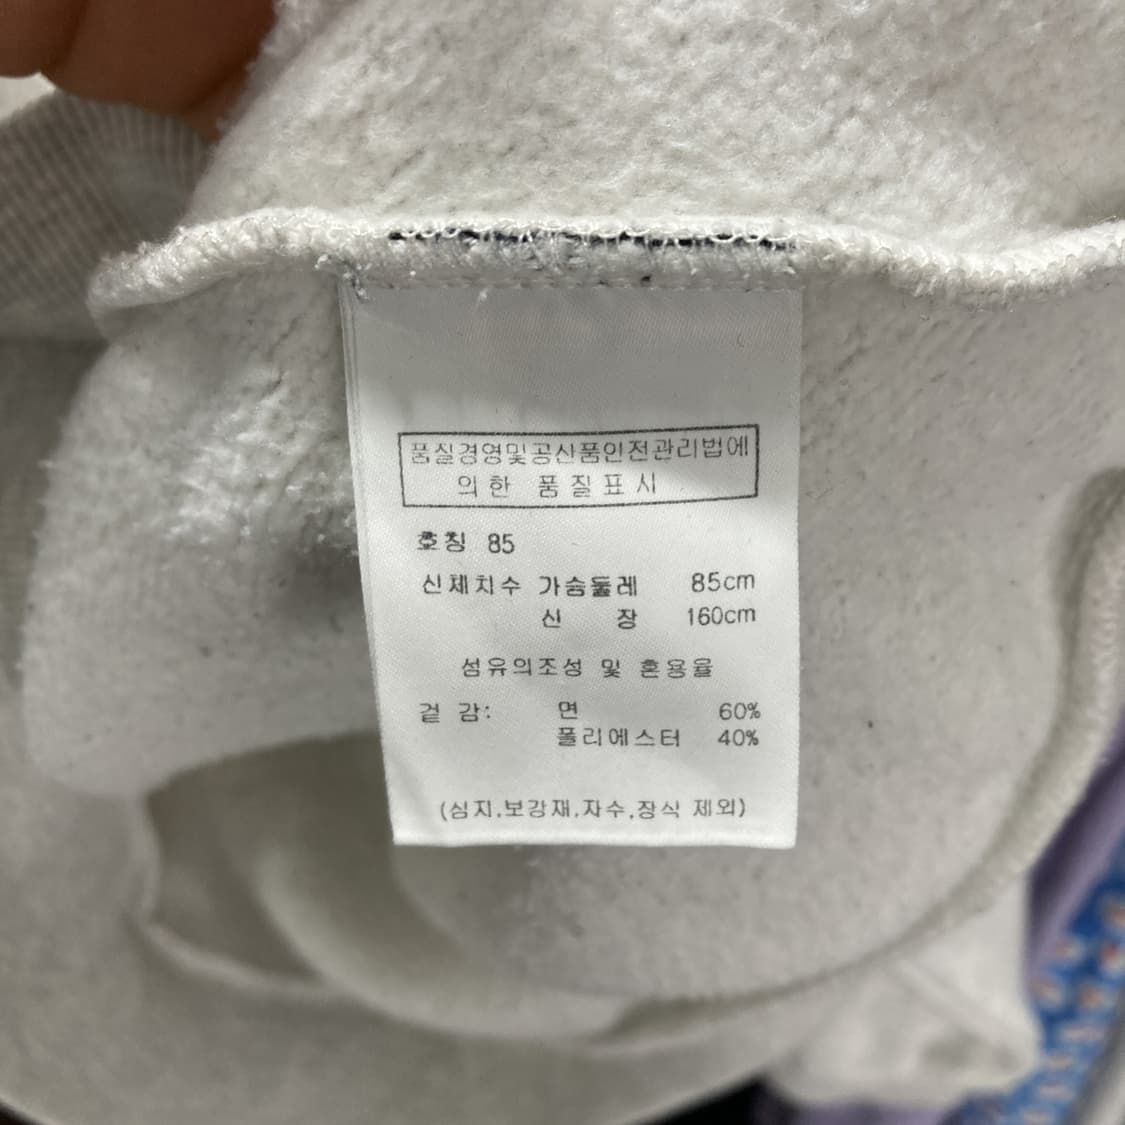 품질경영및공산품안전관리법에
의한 품질표시
호칭 85
신체치수 가슴둘레 85cm
신 장 160cm
섬유의조성 및 혼용율
겉 감: 면 60%
폴리에스터 40%
(심지,보강재,자수,장식 제외)